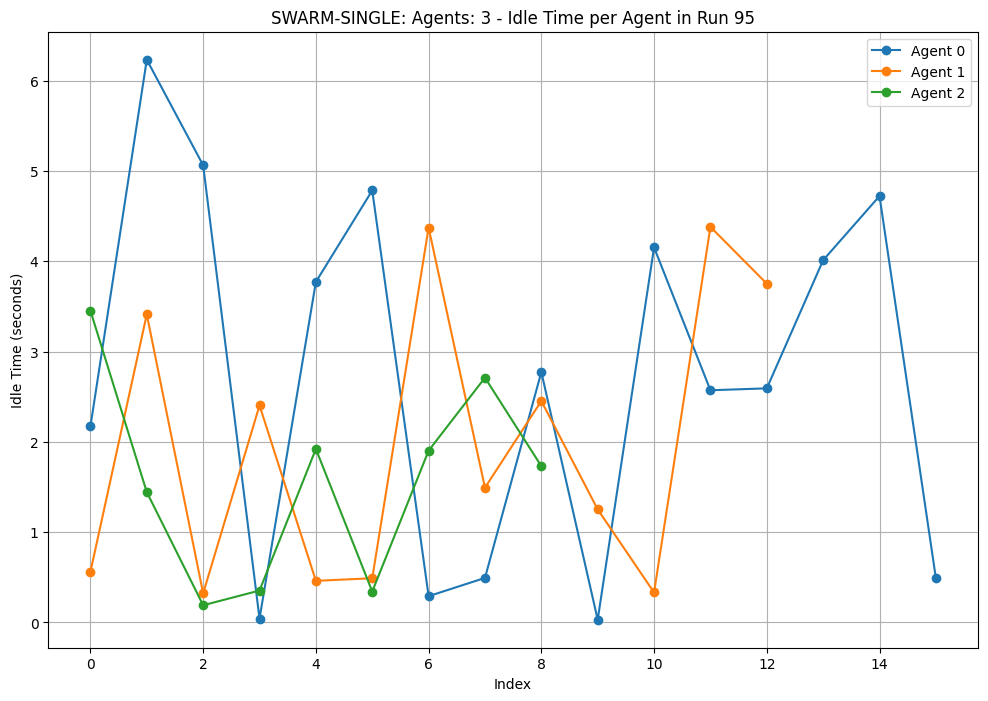 SWARM-SINGLE: Agents: 3 - Idle Time per Agent in Run 95
Agent 0
Agent 1
Agent 2
Idle Time (seconds)
6
5
4
3
2
1
0
0 2 4 6 8 10 12 14
Index